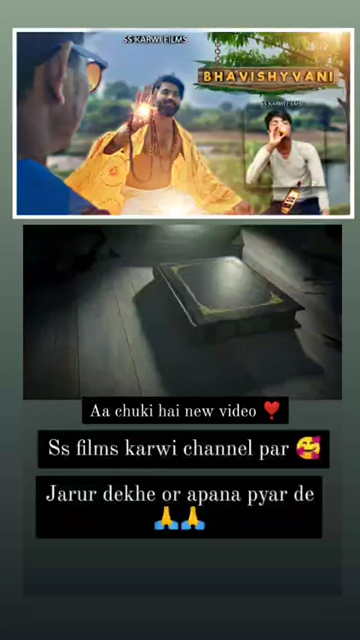 SS KARWI FILMS
BHAVISHYVANI
SS KARWI FILMS
Aa chuki hai new video ❣️
Ss films karwi channel par 🥰
Jarur dekhe or apana pyar de
🙏🙏